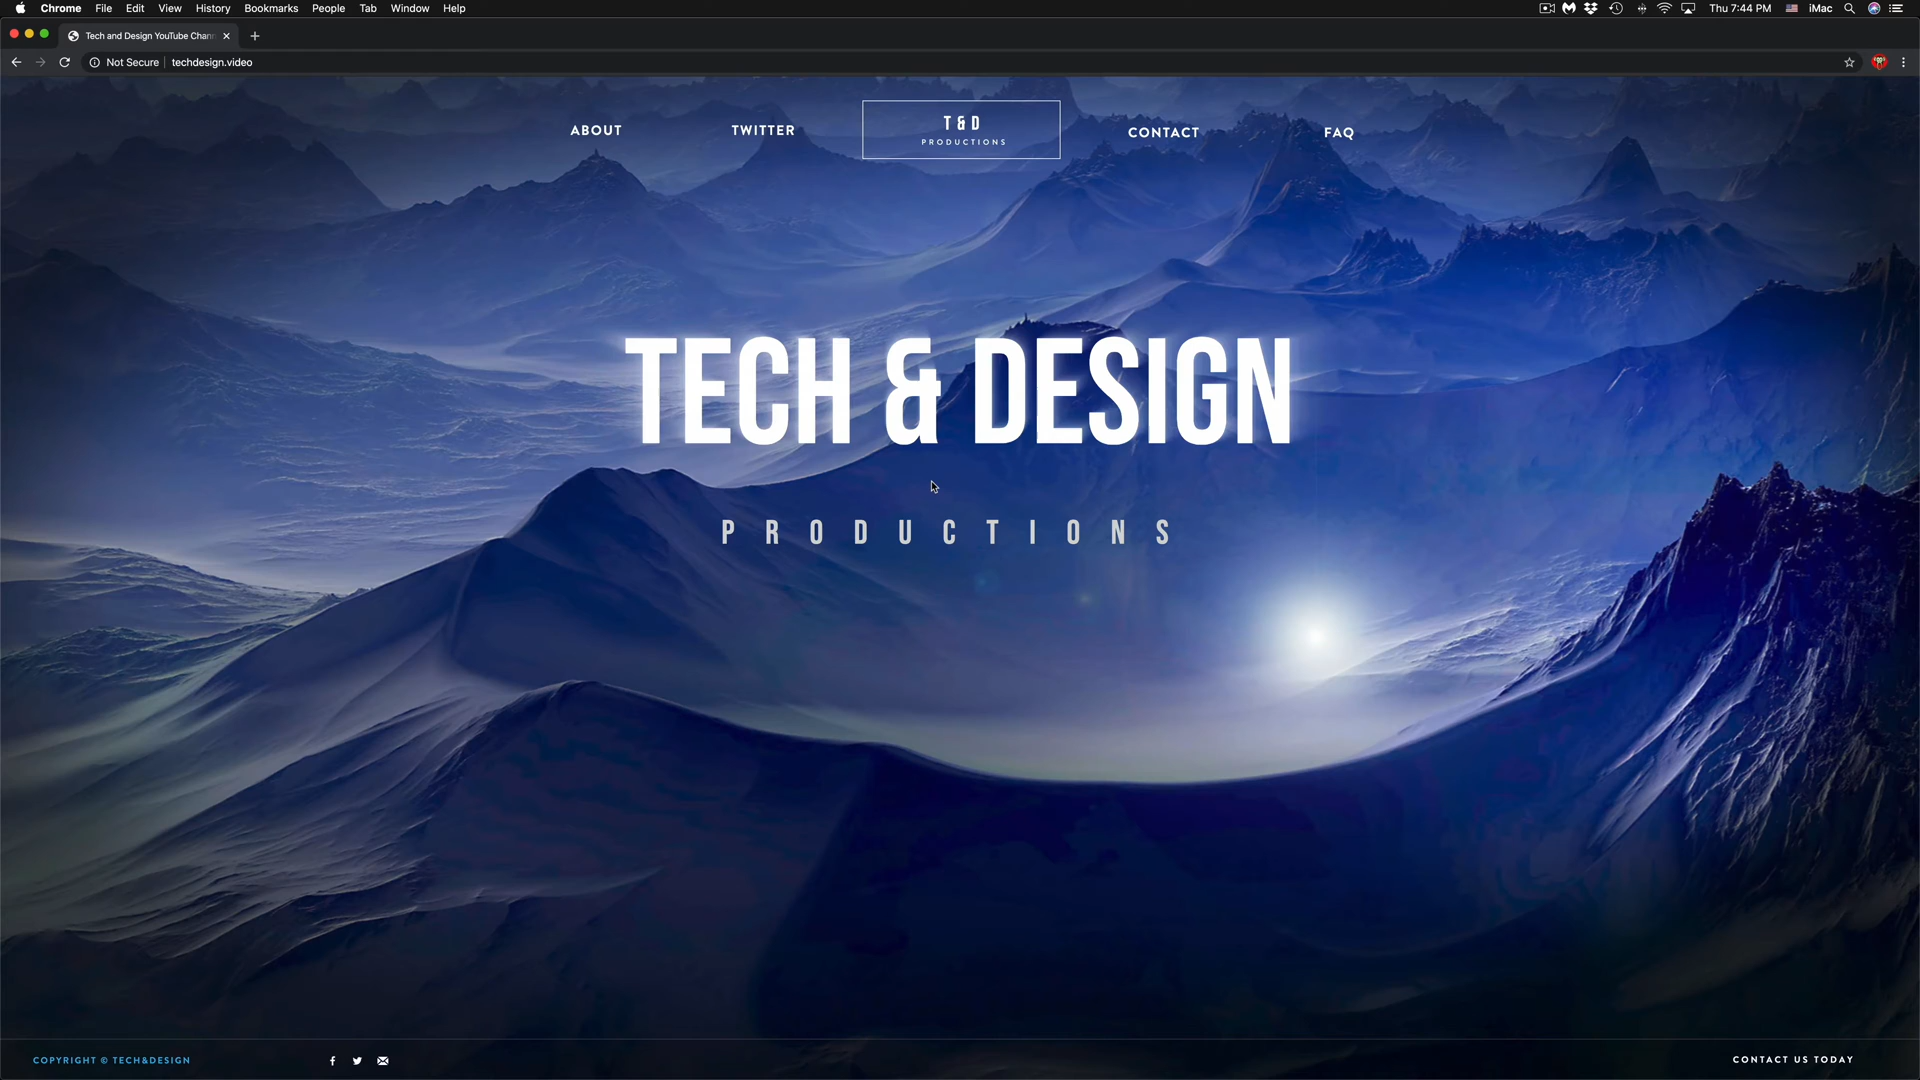 Chrome File Edit View History Bookmarks People Tab Window Help Thu 7:44 PM iMac
Tech and Design YouTube Chan
Not Secure techdesign.video
ABOUT TWITTER T&D CONTACT FAQ
PRODUCTIONS
TECH & DESIGN
PRODUCTIONS
COPYRIGHT © TECH&DESIGN CONTACT US TODAY